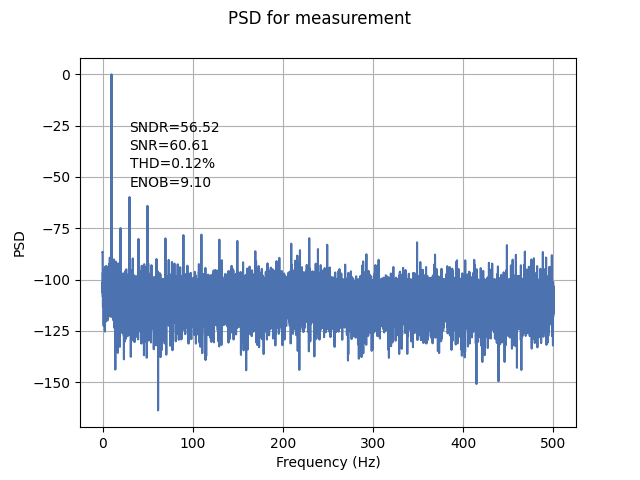 PSD for measurement
0
−25
−50
−75
−100
−125
−150
PSD
SNDR=56.52
SNR=60.61
THD=0.12%
ENOB=9.10
0 100 200 300 400 500
Frequency (Hz)